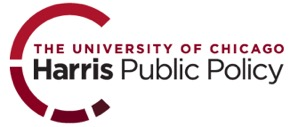 THE UNIVERSITY OF CHICAGO
Harris Public Policy